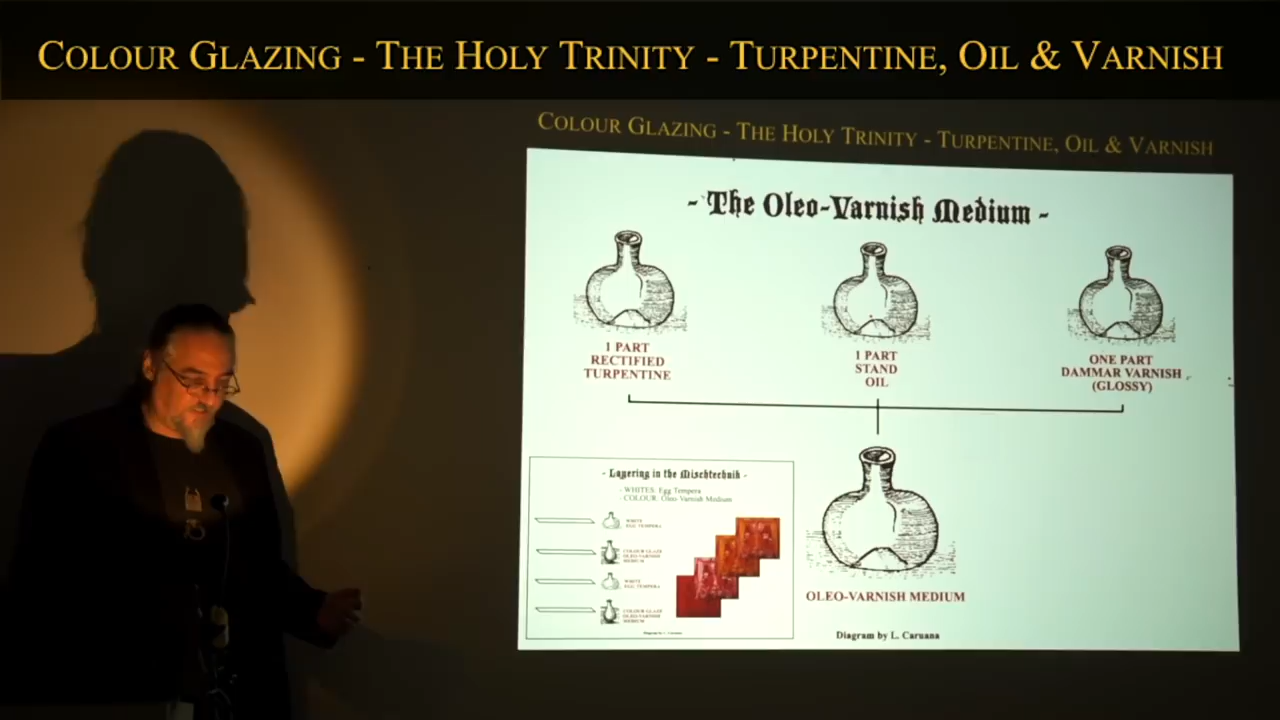 COLOUR GLAZING - THE HOLY TRINITY - TURPENTINE, OIL & VARNISH
COLOUR GLAZING - THE HOLY TRINITY - TURPENTINE, OIL & VARNISH
- The Oleo-Varnish Medium -
1 PART
RECTIFIED
TURPENTINE
1 PART
STAND
OIL
ONE PART
DAMMAR VARNISH
(GLOSSY)
- Layering in the Mischtechnik -
- WHITES: Egg Tempera
- COLOUR: Oleo-Varnish Medium
WHITE
EGG TEMPERA
COLOUR GLAZE
OLEO-VARNISH
MEDIUM
WHITE
EGG TEMPERA
COLOUR GLAZE
OLEO-VARNISH
MEDIUM
Diagram by L. Caruana
OLEO-VARNISH MEDIUM
Diagram by L. Caruana